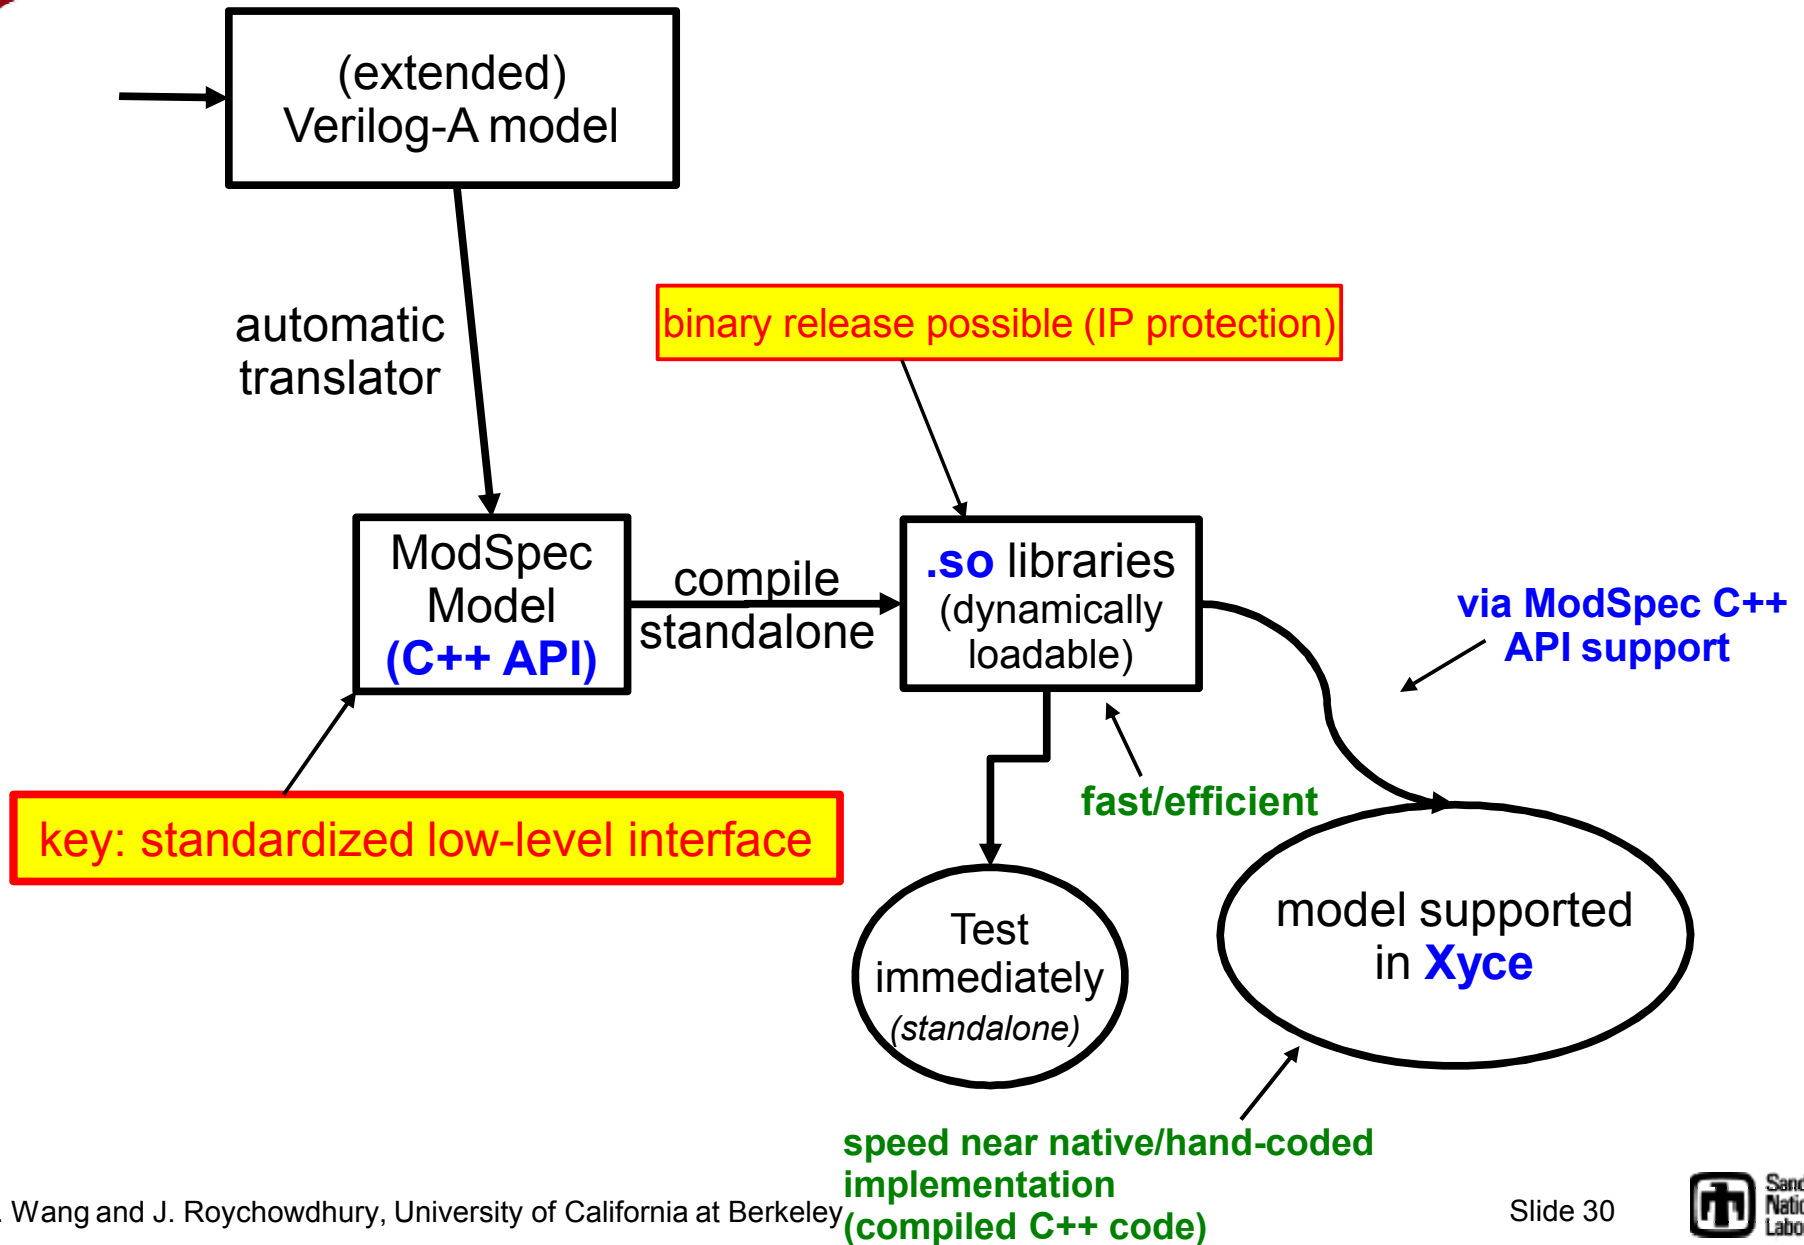 (extended)
Verilog-A model
automatic
translator
binary release possible (IP protection)
ModSpec
Model
(C++ API)
compile
standalone
.so libraries
(dynamically
loadable)
via ModSpec C++
API support
fast/efficient
key: standardized low-level interface
Test
immediately
(standalone)
model supported
in Xyce
speed near native/hand-coded
implementation
(compiled C++ code)
. Wang and J. Roychowdhury, University of California at Berkeley
Slide 30